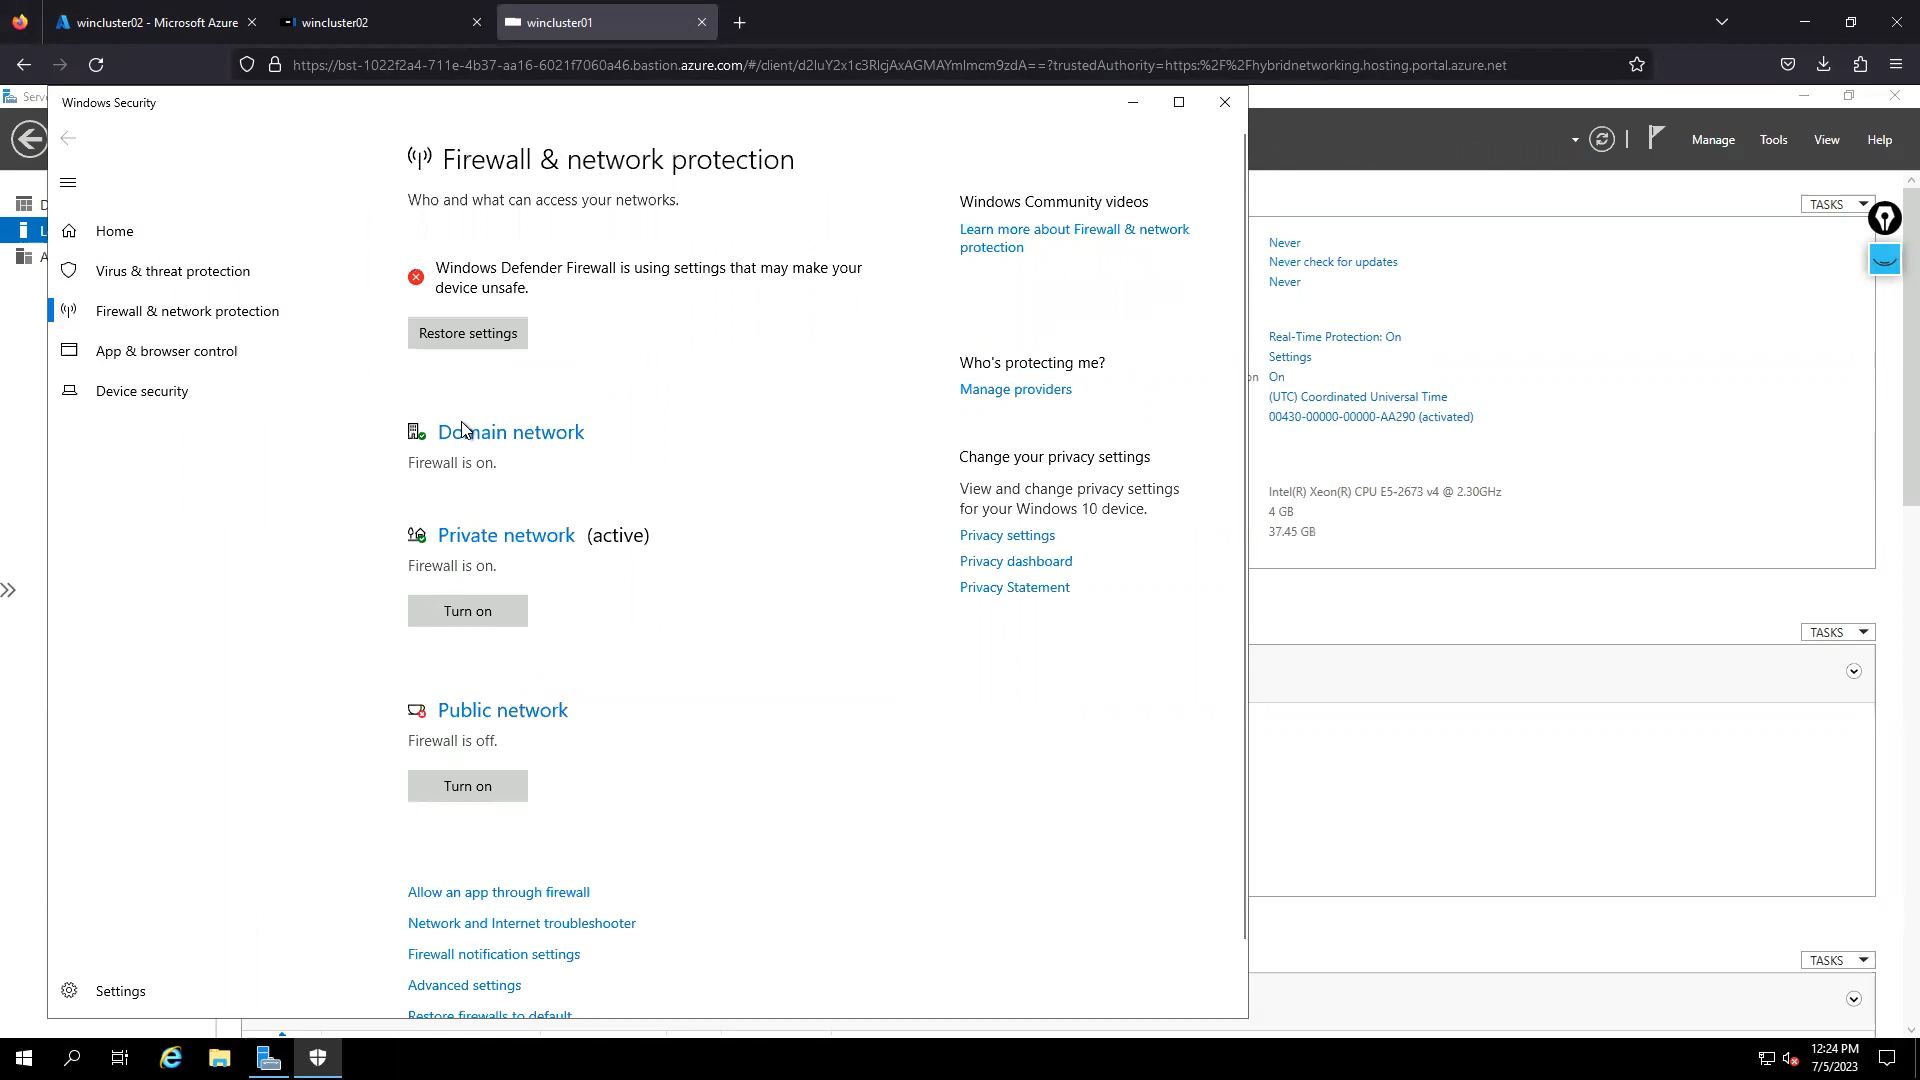 wincluster02 - Microsoft Azure
wincluster02
wincluster01
https://bst-1022f2a4-711e-4b37-aa16-6021f7060a46.bastion.azure.com/#/client/d2luY2x1c3RlcjAxAGMAYmlmcm9zdA==?trustedAuthority=https:%2F%2Fhybridnetworking.hosting.portal.azure.net
Serv
Windows Security
Manage
Tools
View
Help
Firewall & network protection
Who and what can access your networks.
Home
Virus & threat protection
Firewall & network protection
App & browser control
Device security
Settings
Windows Defender Firewall is using settings that may make your
device unsafe.
Restore settings
Domain network
Firewall is on.
Private network (active)
Firewall is on.
Turn on
Public network
Firewall is off.
Turn on
Allow an app through firewall
Network and Internet troubleshooter
Firewall notification settings
Advanced settings
Restore firewalls to default
Windows Community videos
Learn more about Firewall & network
protection
Who's protecting me?
Manage providers
Change your privacy settings
View and change privacy settings
for your Windows 10 device.
Privacy settings
Privacy dashboard
Privacy Statement
D
L
A
TASKS
Never
Never check for updates
Never
Real-Time Protection: On
Settings
on On
(UTC) Coordinated Universal Time
00430-00000-00000-AA290 (activated)
Intel(R) Xeon(R) CPU E5-2673 v4 @ 2.30GHz
4 GB
37.45 GB
TASKS
TASKS
12:24 PM
7/5/2023